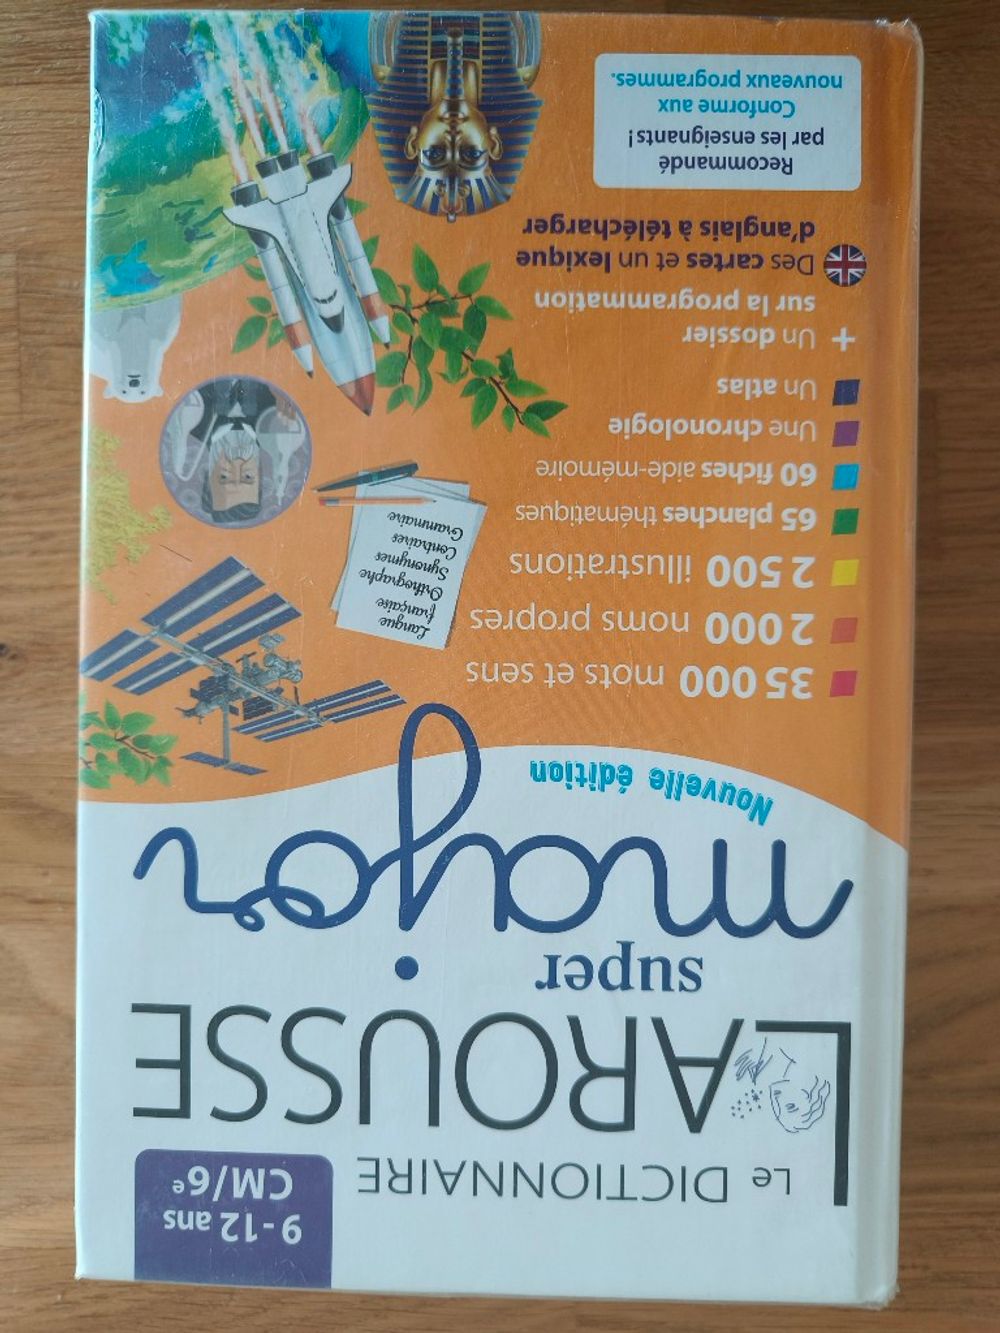 Le DICTIONNAIRE
9-12 ans
CM/6e
LAROUSSE
super
major
Nouvelle édition
35 000 mots et sens
2 000 noms propres
2 500 illustrations
65 planches thématiques
60 fiches aide-mémoire
Une chronologie
Un atlas
+ Un dossier
sur la programmation
Des cartes et un lexique
d'anglais à télécharger
Langue
française
Orthographe
Synonymes
Contraires
Grammaire
Recommandé
par les enseignants !
Conforme aux
nouveaux programmes.